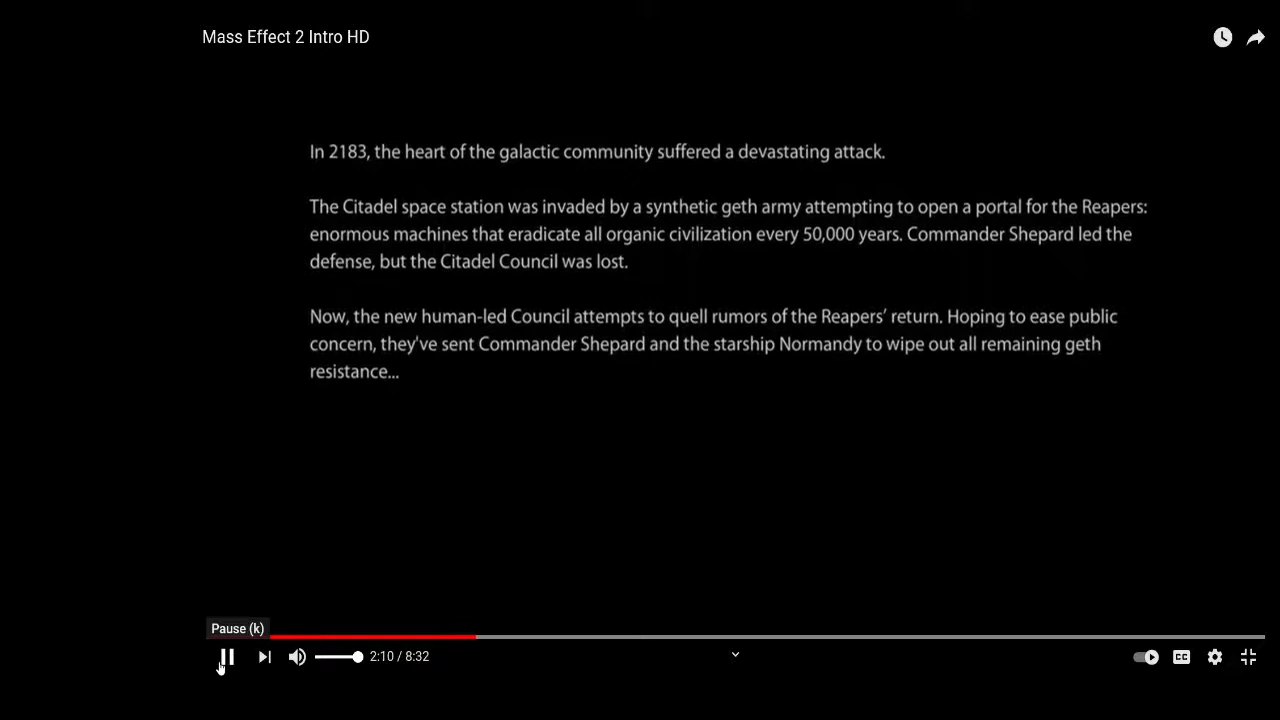 Mass Effect 2 Intro HD
In 2183, the heart of the galactic community suffered a devastating attack.
The Citadel space station was invaded by a synthetic geth army attempting to open a portal for the Reapers:
enormous machines that eradicate all organic civilization every 50,000 years. Commander Shepard led the
defense, but the Citadel Council was lost.
Now, the new human-led Council attempts to quell rumors of the Reapers’ return. Hoping to ease public
concern, they've sent Commander Shepard and the starship Normandy to wipe out all remaining geth
resistance...
Pause (k)
2:10 / 8:32
CC